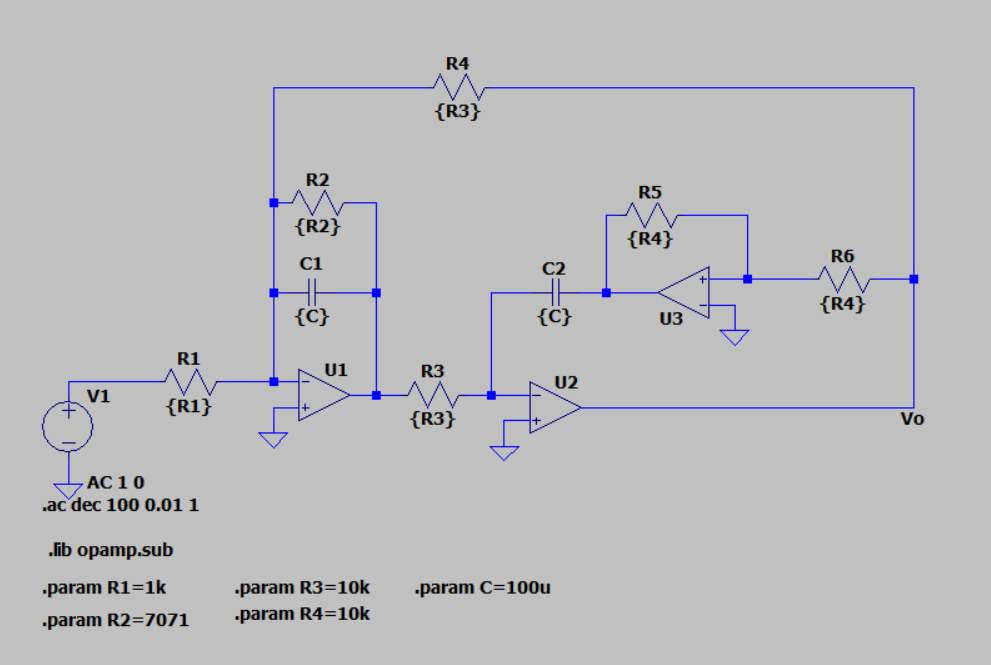 R4
{R3}
R2
{R2}
R5
{R4}
C1
{C}
C2
{C}
R6
{R4}
U3
R1
{R1}
U1
R3
{R3}
U2
V1
Vo
AC 1 0
.ac dec 100 0.01 1
.lib opamp.sub
.param R1=1k
.param R3=10k
.param C=100u
.param R2=7071
.param R4=10k